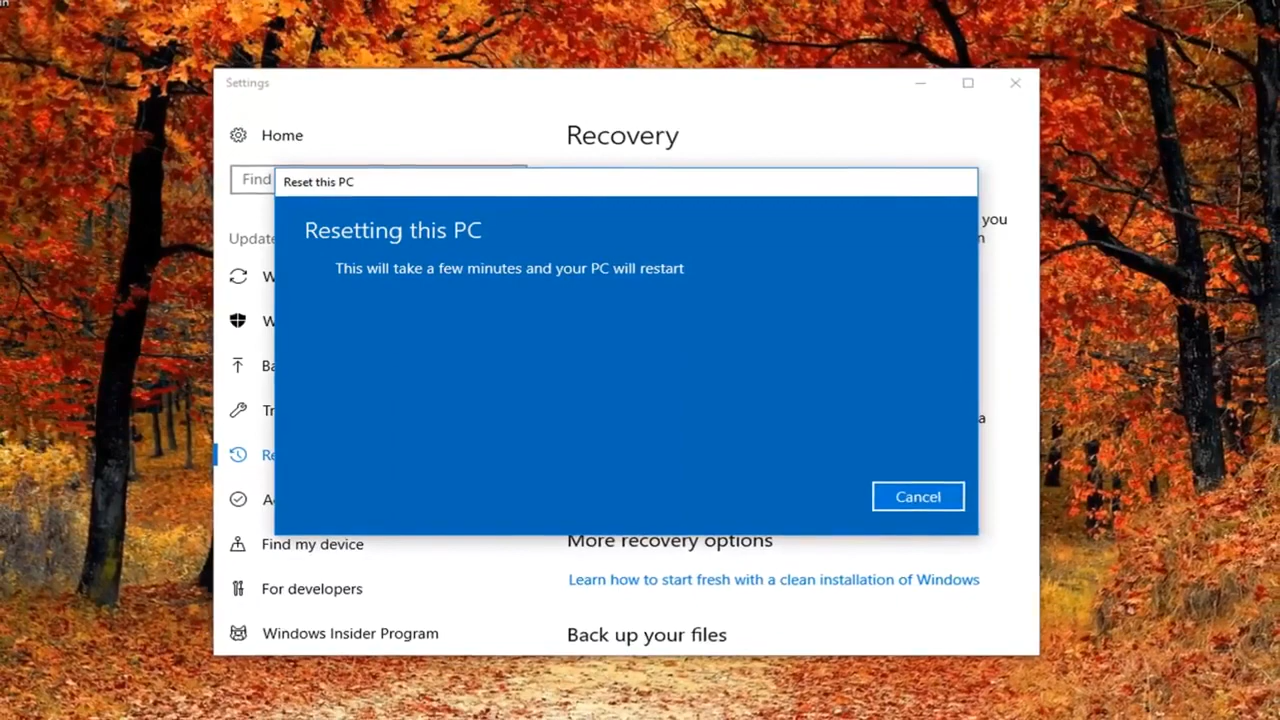 Settings
Home
Recovery
Find
Reset this PC
Resetting this PC
This will take a few minutes and your PC will restart
you
Update
Cancel
More recovery options
Find my device
Learn how to start fresh with a clean installation of Windows
For developers
Windows Insider Program
Back up your files